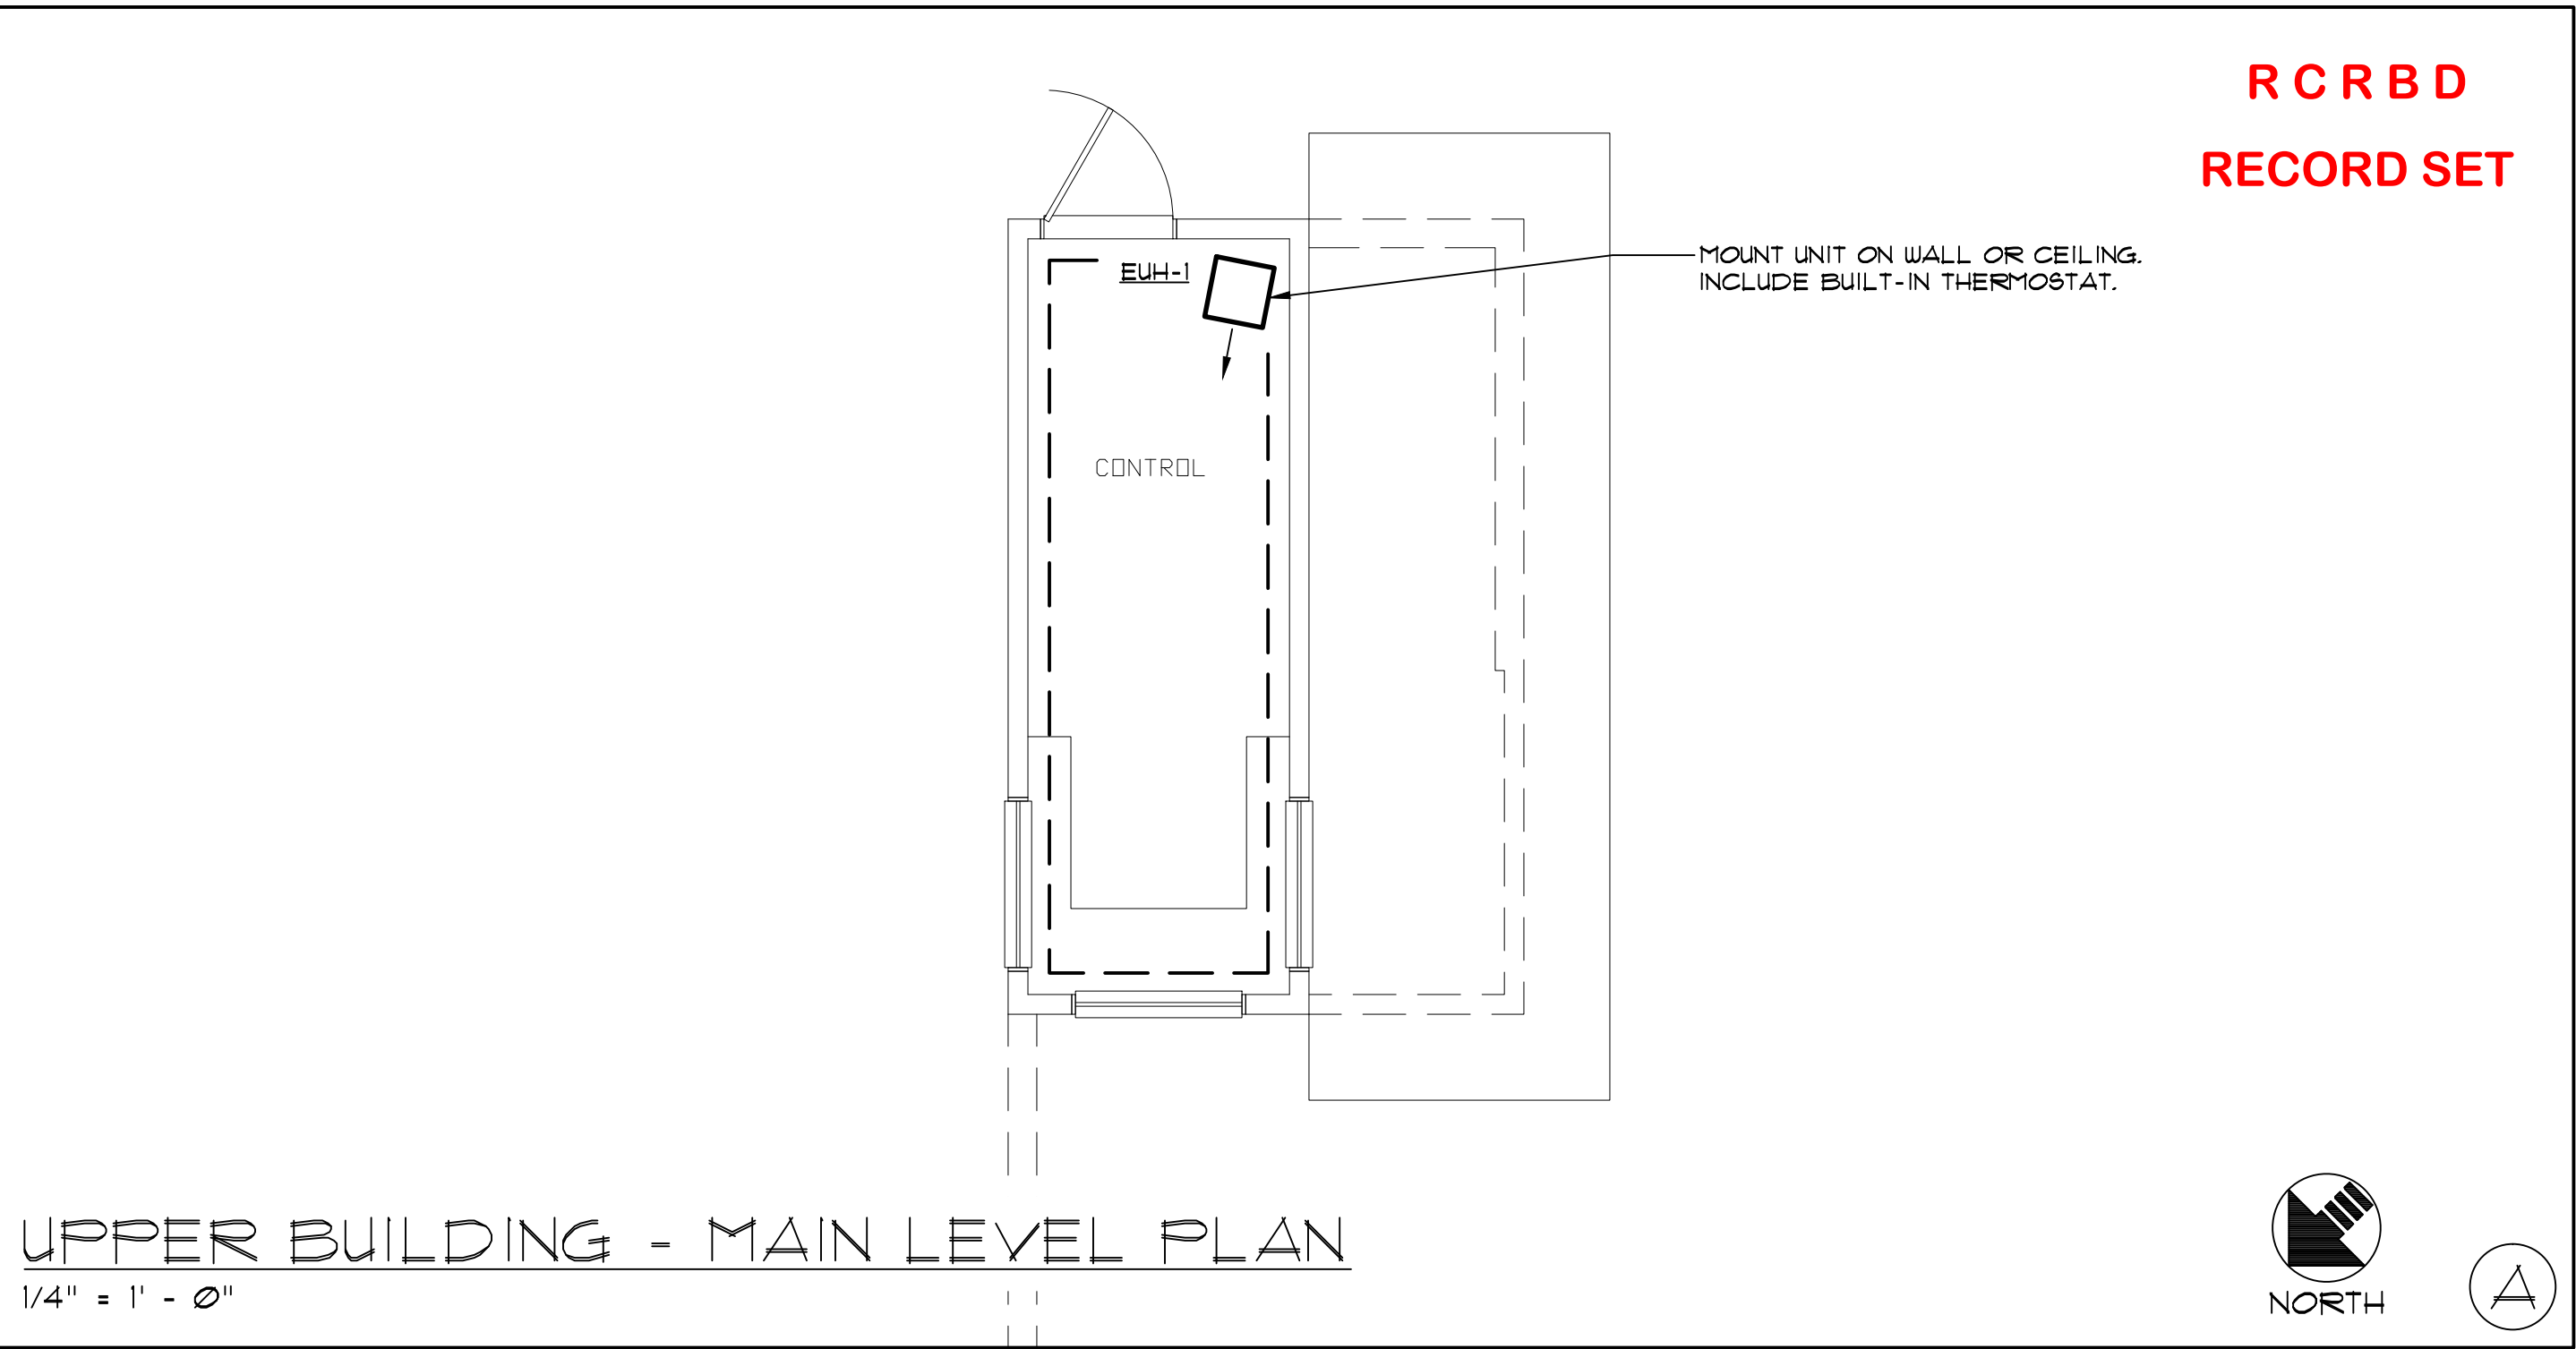 R C R B D
RECORD SET
MOUNT UNIT ON WALL OR CEILING.
INCLUDE BUILT-IN THERMOSTAT.
EUH-1
CONTROL
UPPER BUILDING - MAIN LEVEL PLAN
1/4" = 1' - 0"
NORTH
A